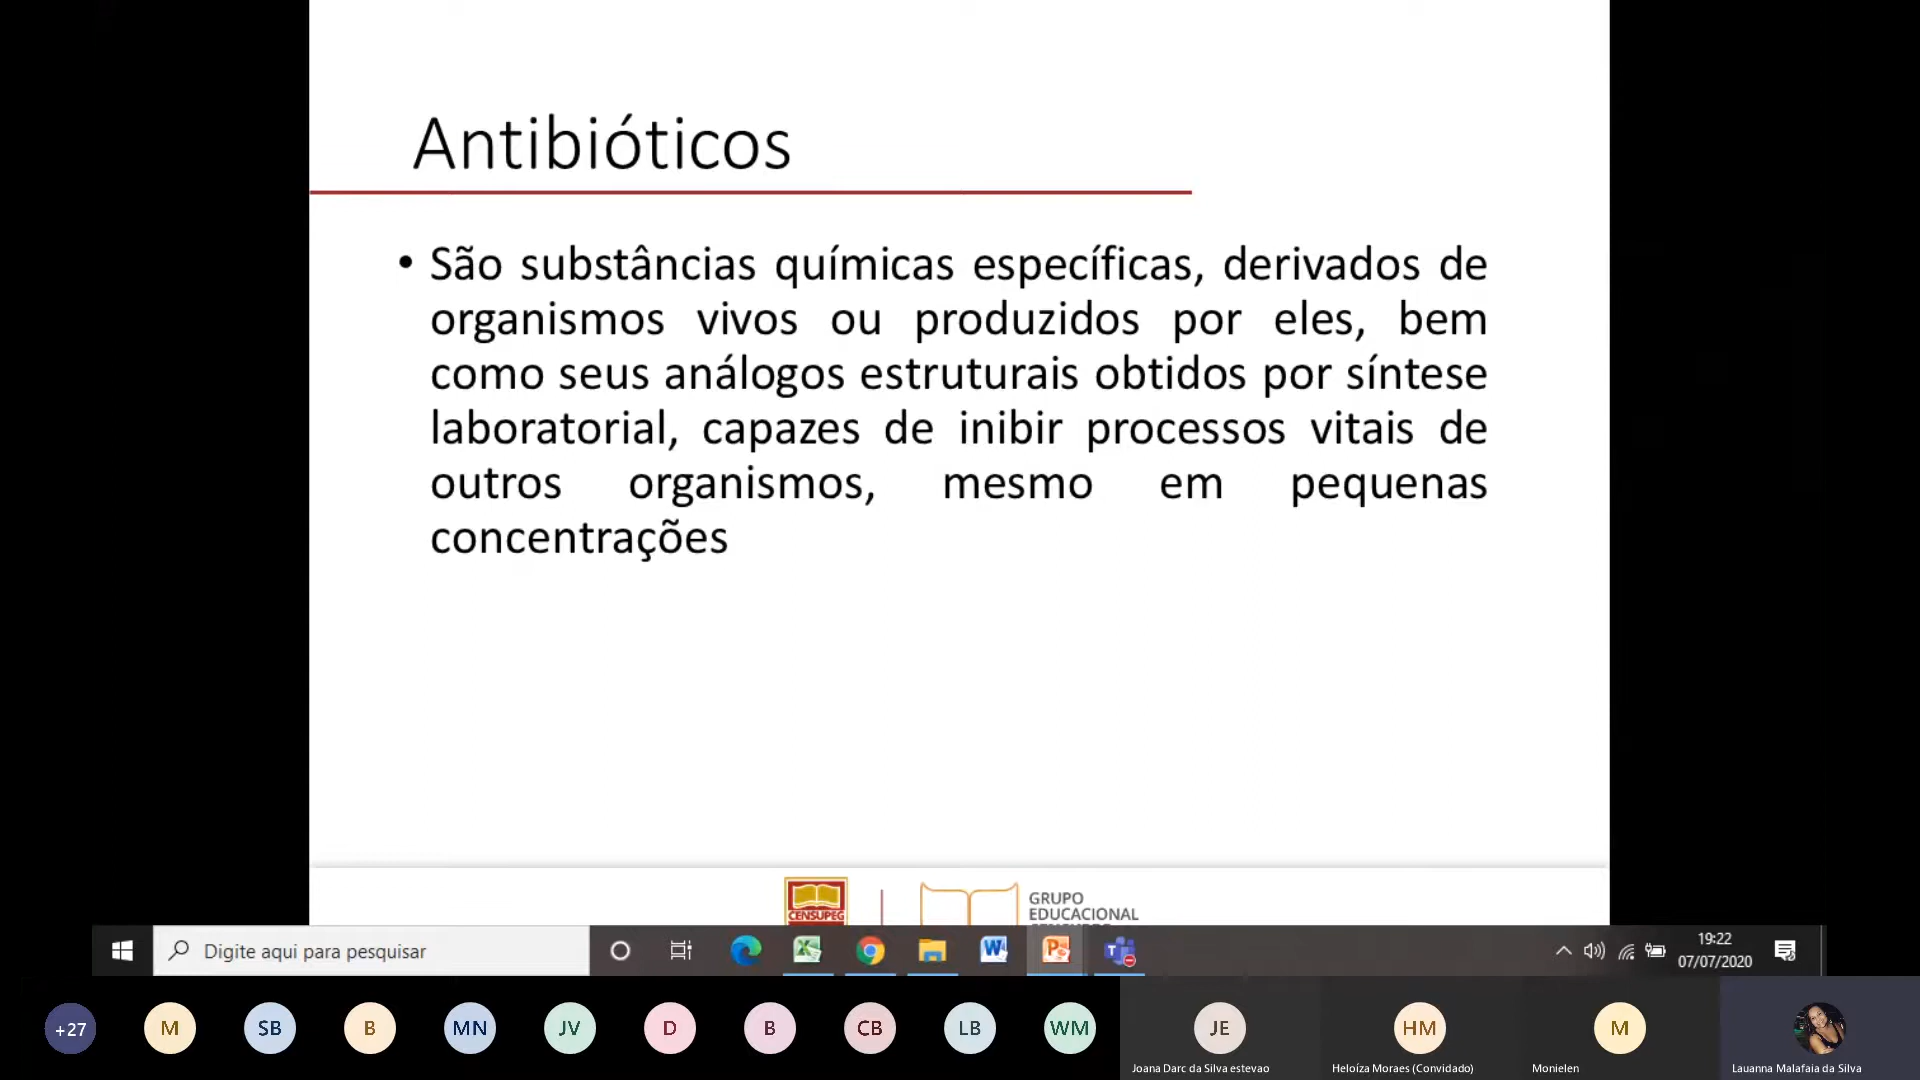 Antibióticos
• São substâncias químicas específicas, derivados de
organismos vivos ou produzidos por eles, bem
como seus análogos estruturais obtidos por síntese
laboratorial, capazes de inibir processos vitais de
outros organismos, mesmo em pequenas
concentrações
CENSUPEG
GRUPO
EDUCACIONAL
Digite aqui para pesquisar
19:22
07/07/2020
+27
M
SB
B
MN
JV
D
B
CB
LB
WM
JE
HM
M
Joana Darc da Silva estevao
Heloíza Moraes (Convidado)
Monielen
Lauanna Malafaia da Silva